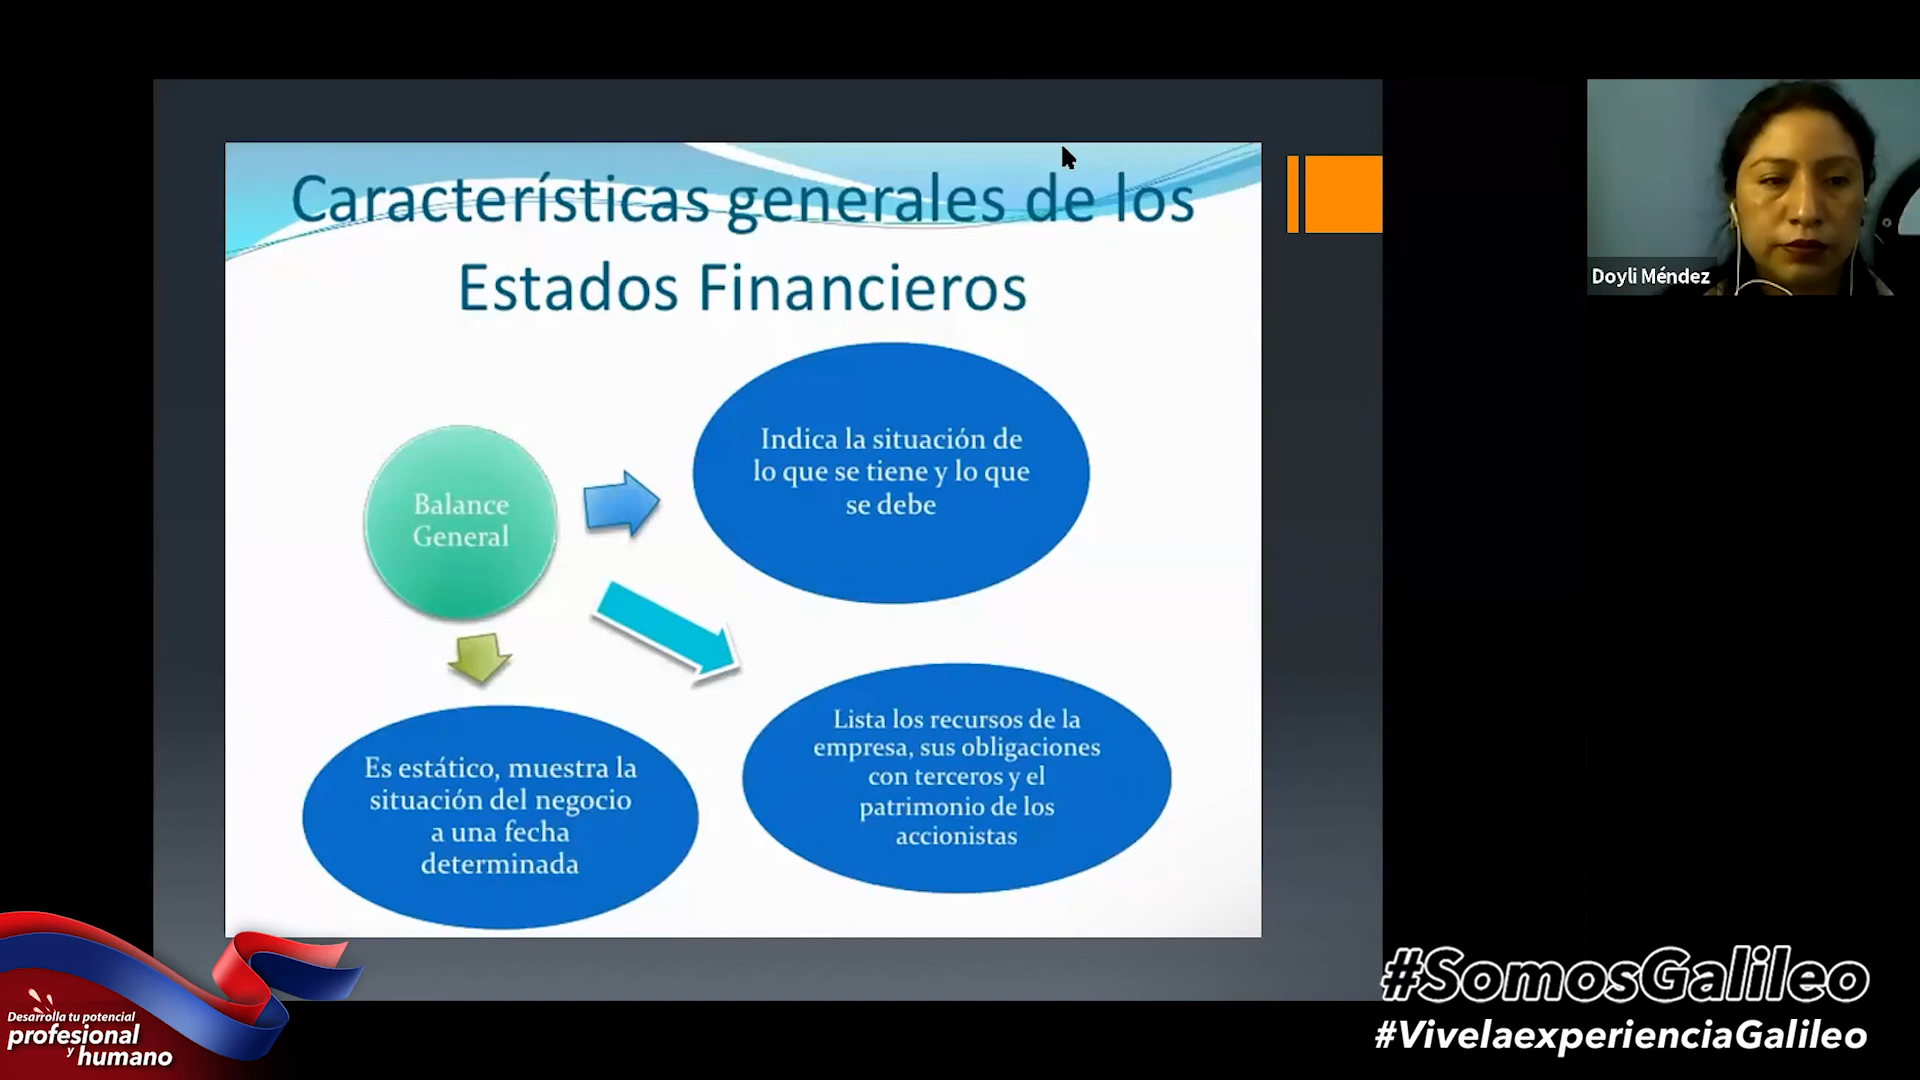 Características generales de los
Estados Financieros
Balance
General
Indica la situación de
lo que se tiene y lo que
se debe
Lista los recursos de la
empresa, sus obligaciones
con terceros y el
patrimonio de los
accionistas
Es estático, muestra la
situación del negocio
a una fecha
determinada
Doyli Méndez
Desarrolla tu potencial
profesional
y humano
#SomosGalileo
#VivelaexperienciaGalileo